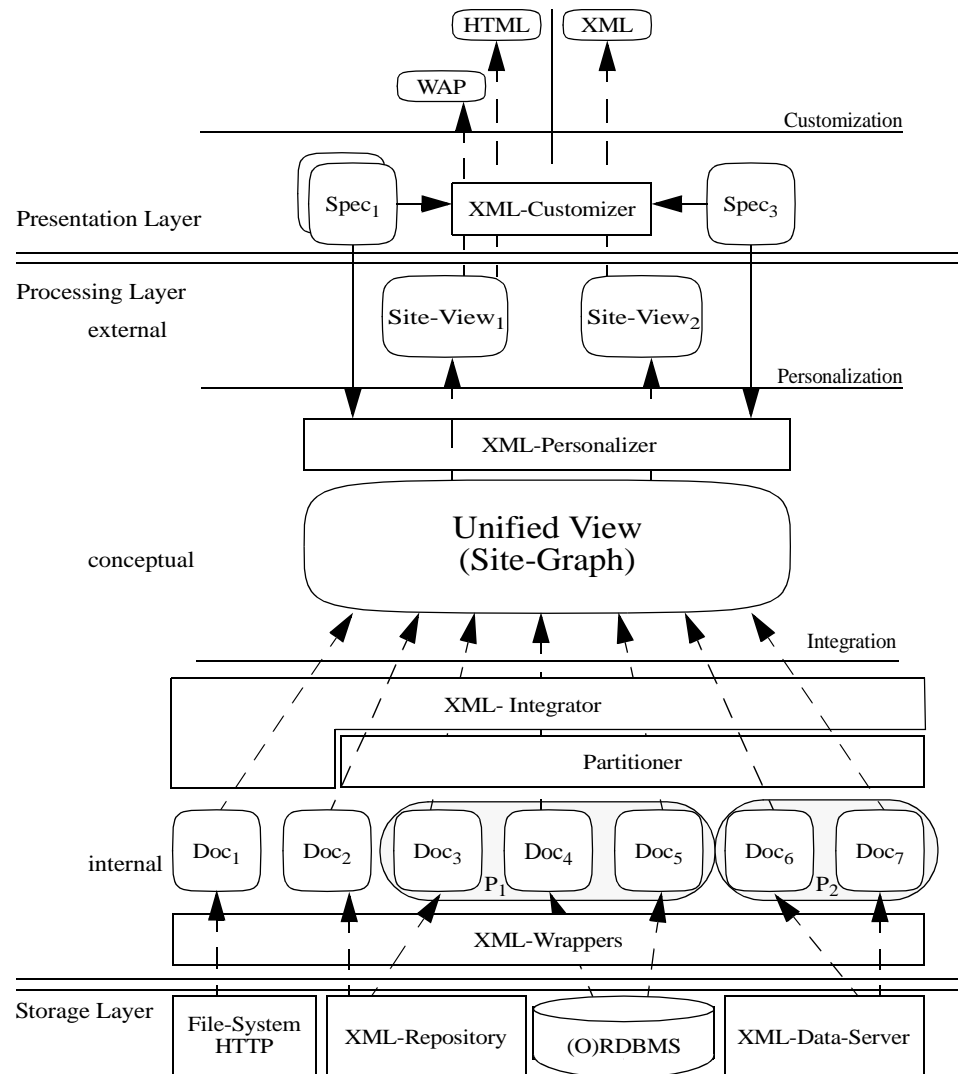 HTML
XML
WAP
Customization
Spec1
XML-Customizer
Spec3
Presentation Layer
Processing Layer
external
Site-View1
Site-View2
Personalization
XML-Personalizer
Unified View
(Site-Graph)
conceptual
Integration
XML- Integrator
Partitioner
internal
Doc1
Doc2
Doc3
Doc4
Doc5
Doc6
Doc7
P1
P2
XML-Wrappers
Storage Layer
File-System
HTTP
XML-Repository
(O)RDBMS
XML-Data-Server